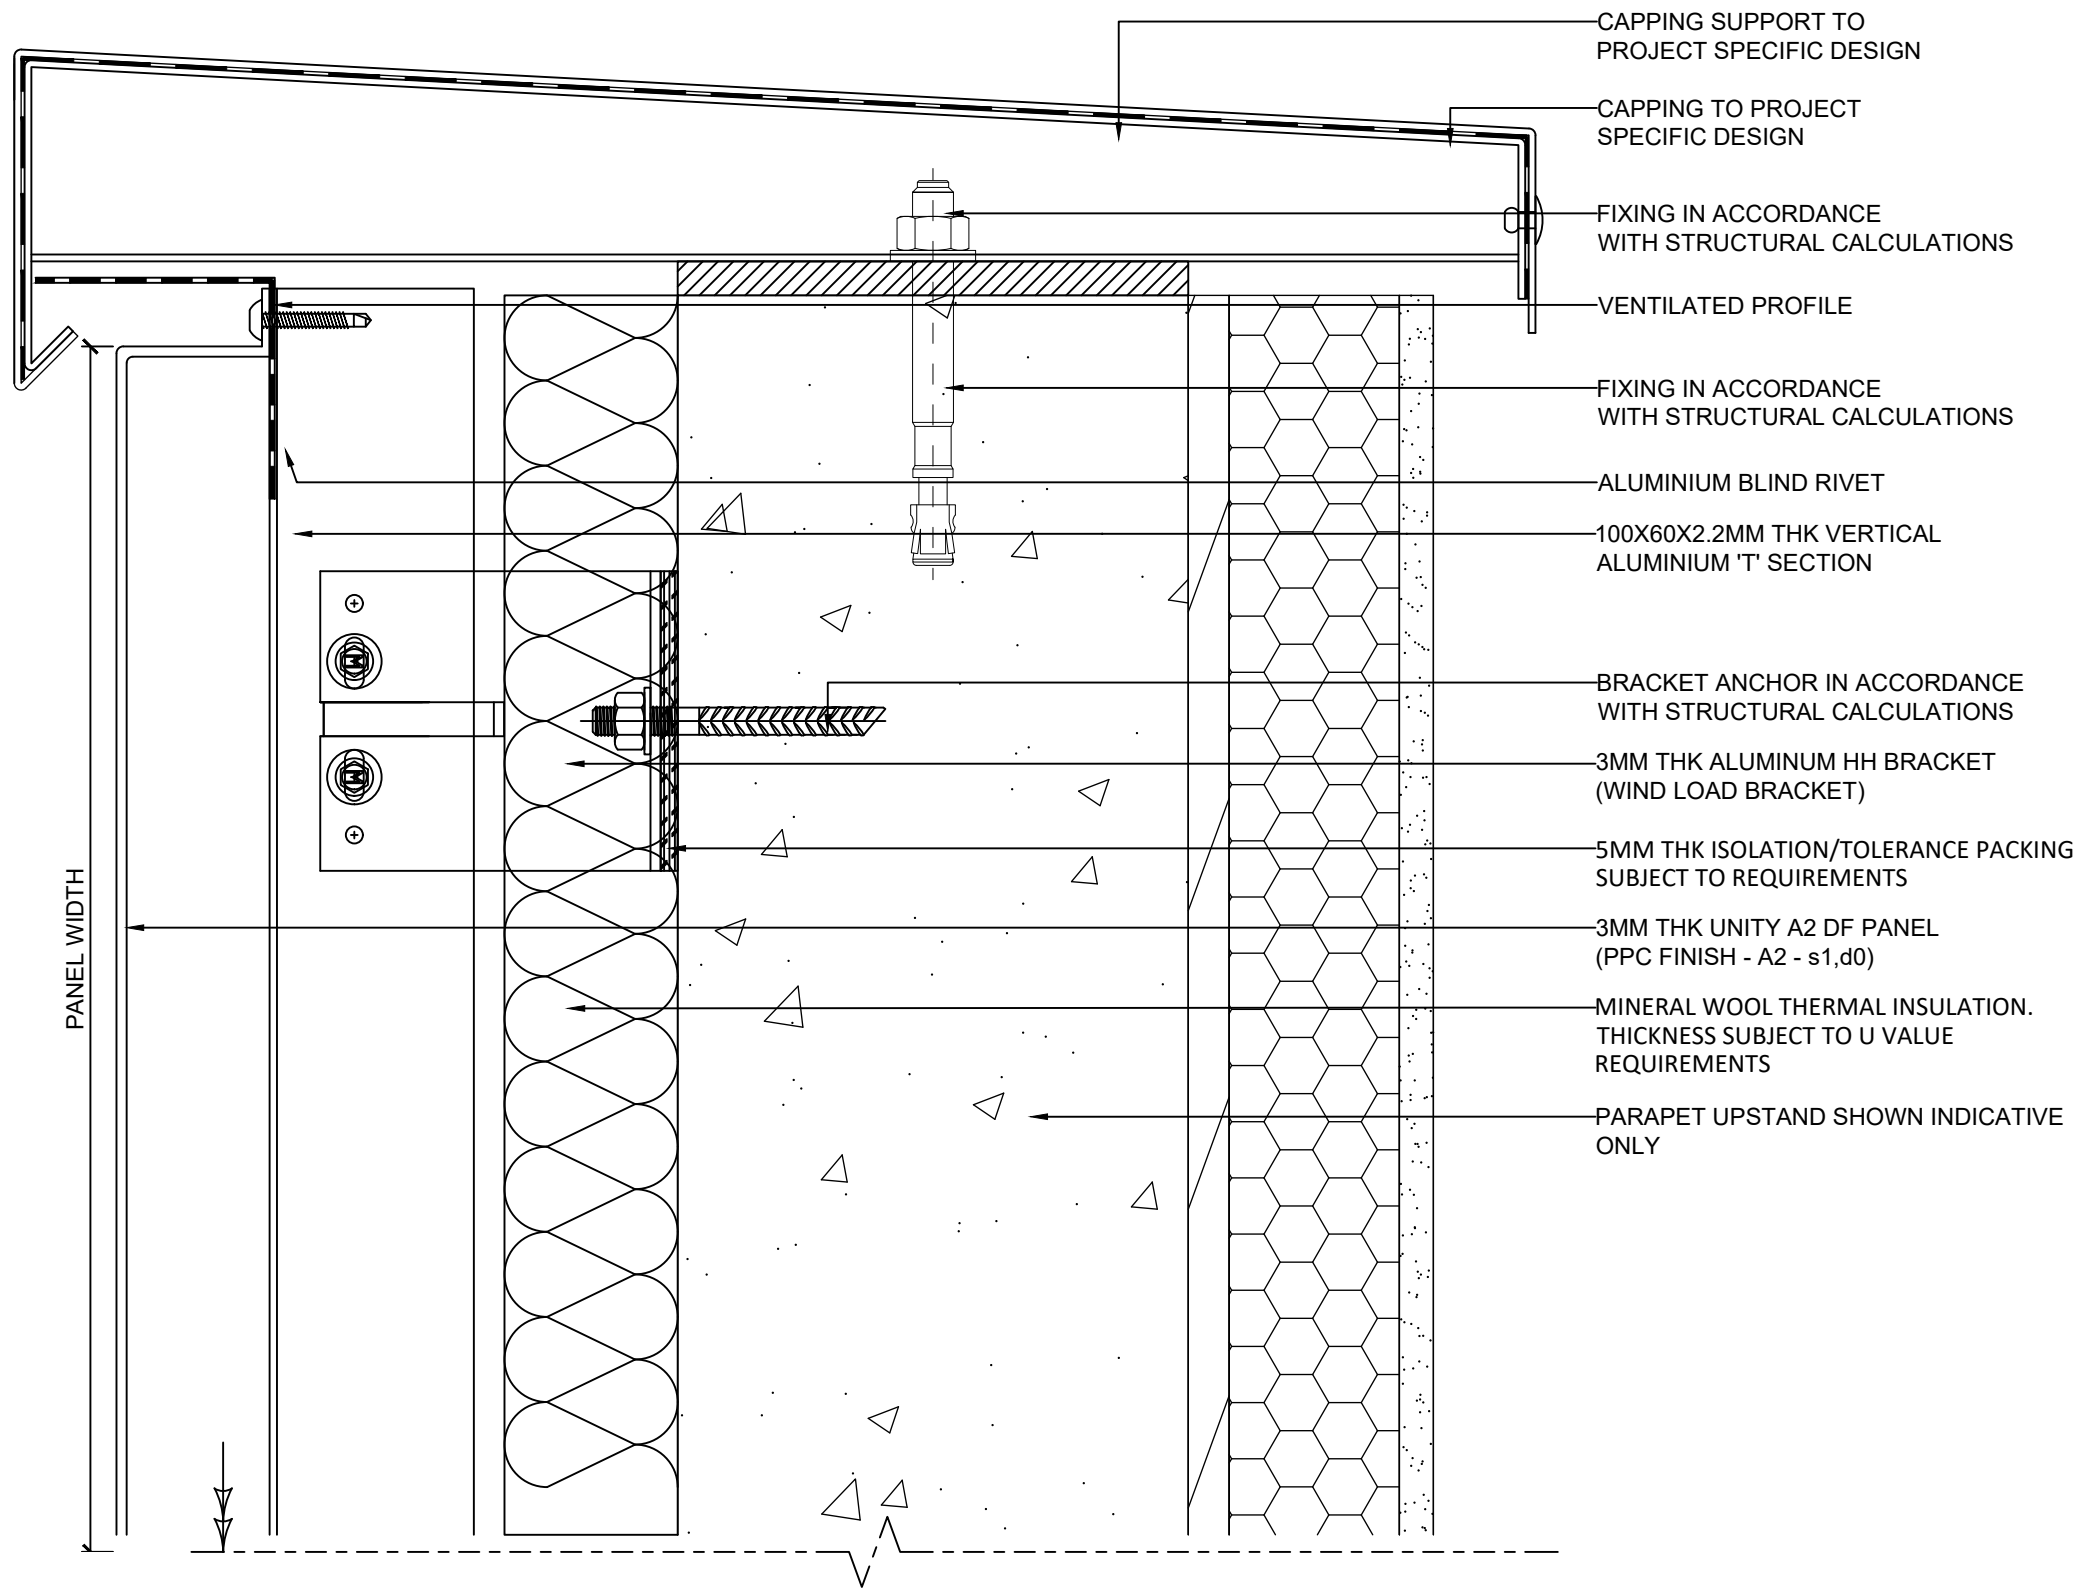 CAPPING SUPPORT TO
PROJECT SPECIFIC DESIGN
CAPPING TO PROJECT
SPECIFIC DESIGN
FIXING IN ACCORDANCE
WITH STRUCTURAL CALCULATIONS
VENTILATED PROFILE
FIXING IN ACCORDANCE
WITH STRUCTURAL CALCULATIONS
ALUMINIUM BLIND RIVET
100X60X2.2MM THK VERTICAL
ALUMINIUM 'T' SECTION
BRACKET ANCHOR IN ACCORDANCE
WITH STRUCTURAL CALCULATIONS
3MM THK ALUMINUM HH BRACKET
(WIND LOAD BRACKET)
5MM THK ISOLATION/TOLERANCE PACKING
SUBJECT TO REQUIREMENTS
3MM THK UNITY A2 DF PANEL
(PPC FINISH - A2 - s1,d0)
MINERAL WOOL THERMAL INSULATION.
THICKNESS SUBJECT TO U VALUE
REQUIREMENTS
PARAPET UPSTAND SHOWN INDICATIVE
ONLY
PANEL WIDTH